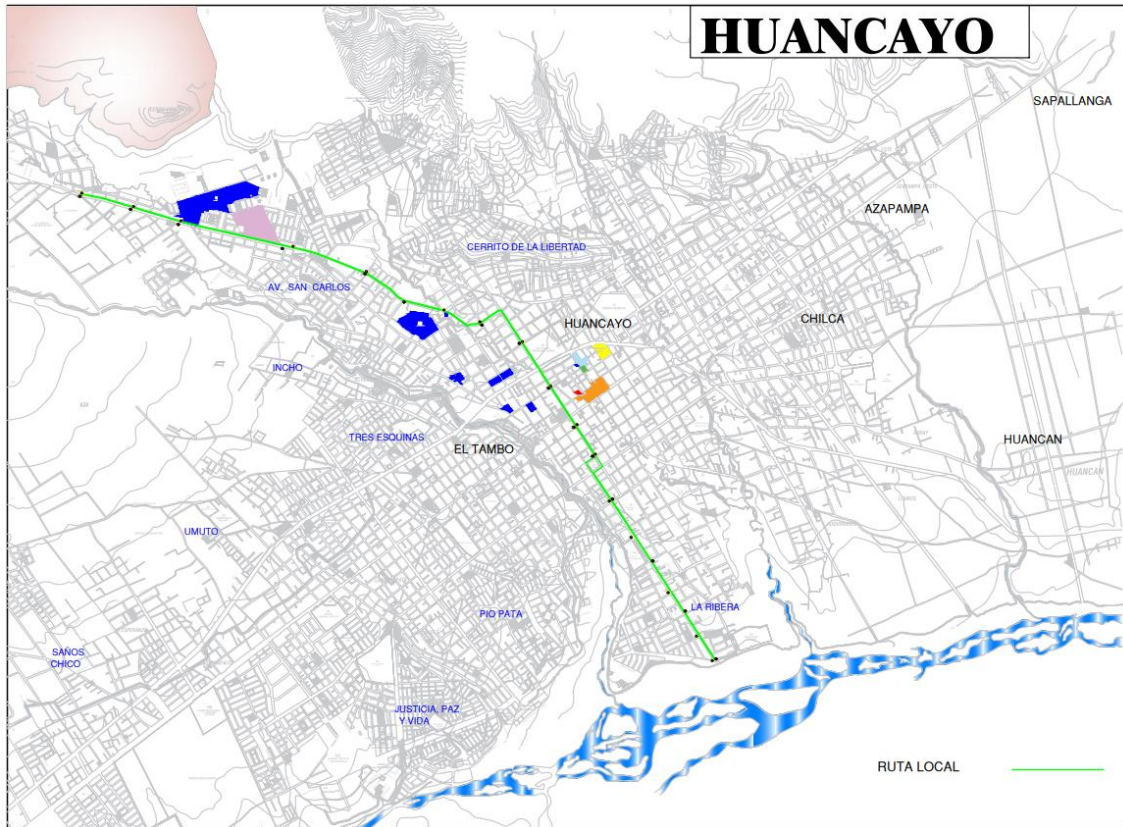 HUANCAYO
SAPALLANGA
AZAPAMPA
CERRITO DE LA LIBERTAD
AV. SAN CARLOS
HUANCAYO
CHILCA
INCHO
TRES ESQUINAS
EL TAMBO
HUANCAN
HUANCAN
UMUTO
PIO PATA
LA RIBERA
SAÑOS
CHICO
JUSTICIA, PAZ
Y VIDA
RUTA LOCAL